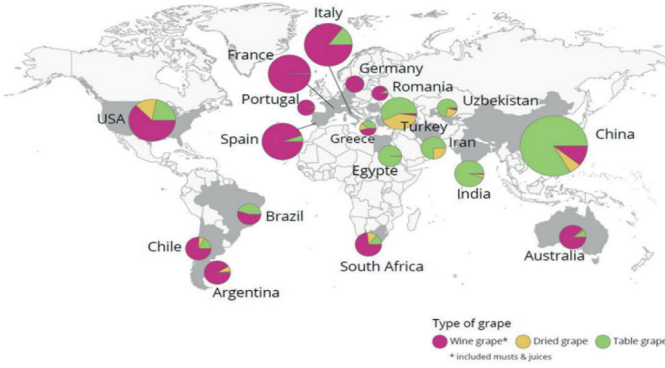 Italy
France
Germany
Romania
Portugal
USA
Uzbekistan
Turkey
China
Spain
Greece
Iran
Egypte
India
Brazil
Chile
South Africa
Australia
Argentina
Type of grape
Wine grape* Dried grape Table grape
* included musts & juices